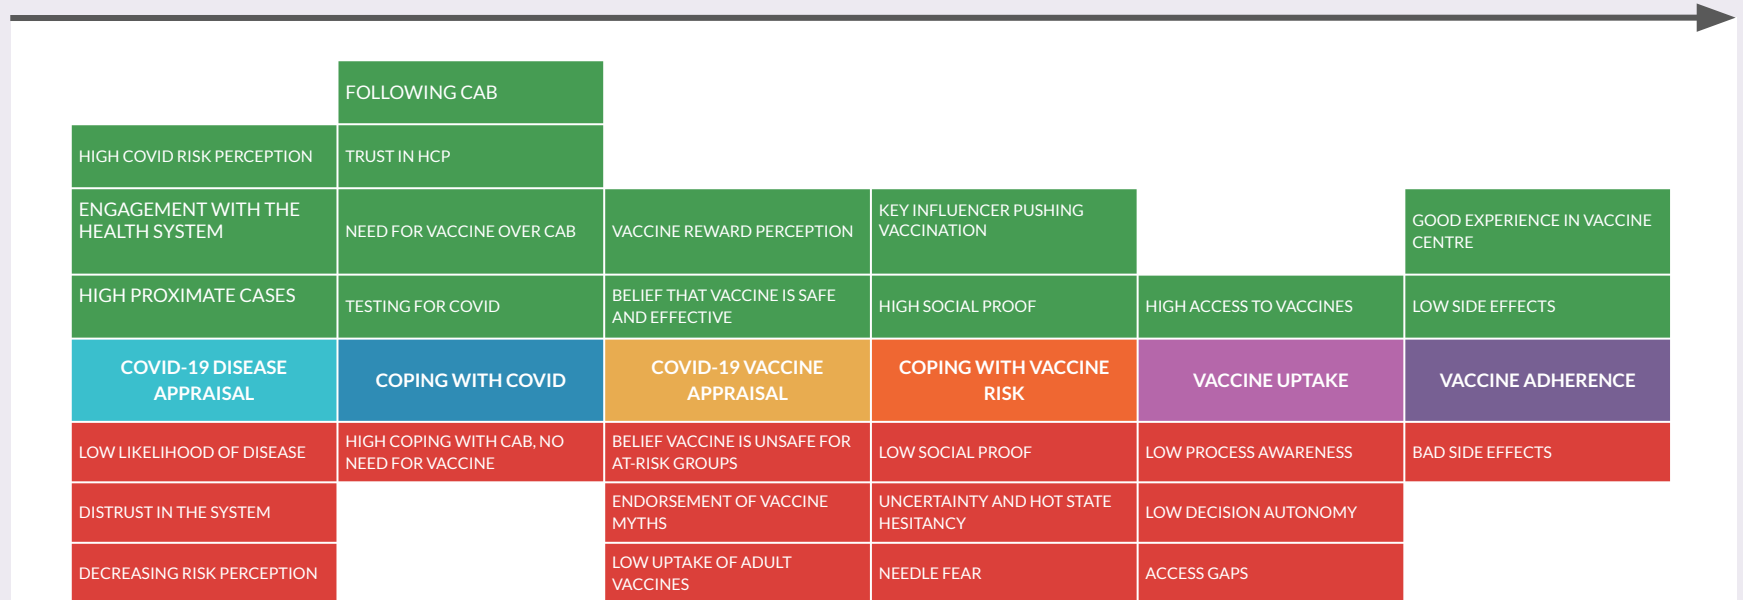 FOLLOWING CAB
HIGH COVID RISK PERCEPTION
TRUST IN HCP
ENGAGEMENT WITH THE
HEALTH SYSTEM
NEED FOR VACCINE OVER CAB
VACCINE REWARD PERCEPTION
KEY INFLUENCER PUSHING
VACCINATION
GOOD EXPERIENCE IN VACCINE
CENTRE
HIGH PROXIMATE CASES
TESTING FOR COVID
BELIEF THAT VACCINE IS SAFE
AND EFFECTIVE
HIGH SOCIAL PROOF
HIGH ACCESS TO VACCINES
LOW SIDE EFFECTS
COVID-19 DISEASE
APPRAISAL
COPING WITH COVID
COVID-19 VACCINE
APPRAISAL
COPING WITH VACCINE
RISK
VACCINE UPTAKE
VACCINE ADHERENCE
LOW LIKELIHOOD OF DISEASE
HIGH COPING WITH CAB, NO
NEED FOR VACCINE
BELIEF VACCINE IS UNSAFE FOR
AT-RISK GROUPS
LOW SOCIAL PROOF
LOW PROCESS AWARENESS
BAD SIDE EFFECTS
DISTRUST IN THE SYSTEM
ENDORSEMENT OF VACCINE
MYTHS
UNCERTAINTY AND HOT STATE
HESITANCY
LOW DECISION AUTONOMY
DECREASING RISK PERCEPTION
LOW UPTAKE OF ADULT
VACCINES
NEEDLE FEAR
ACCESS GAPS